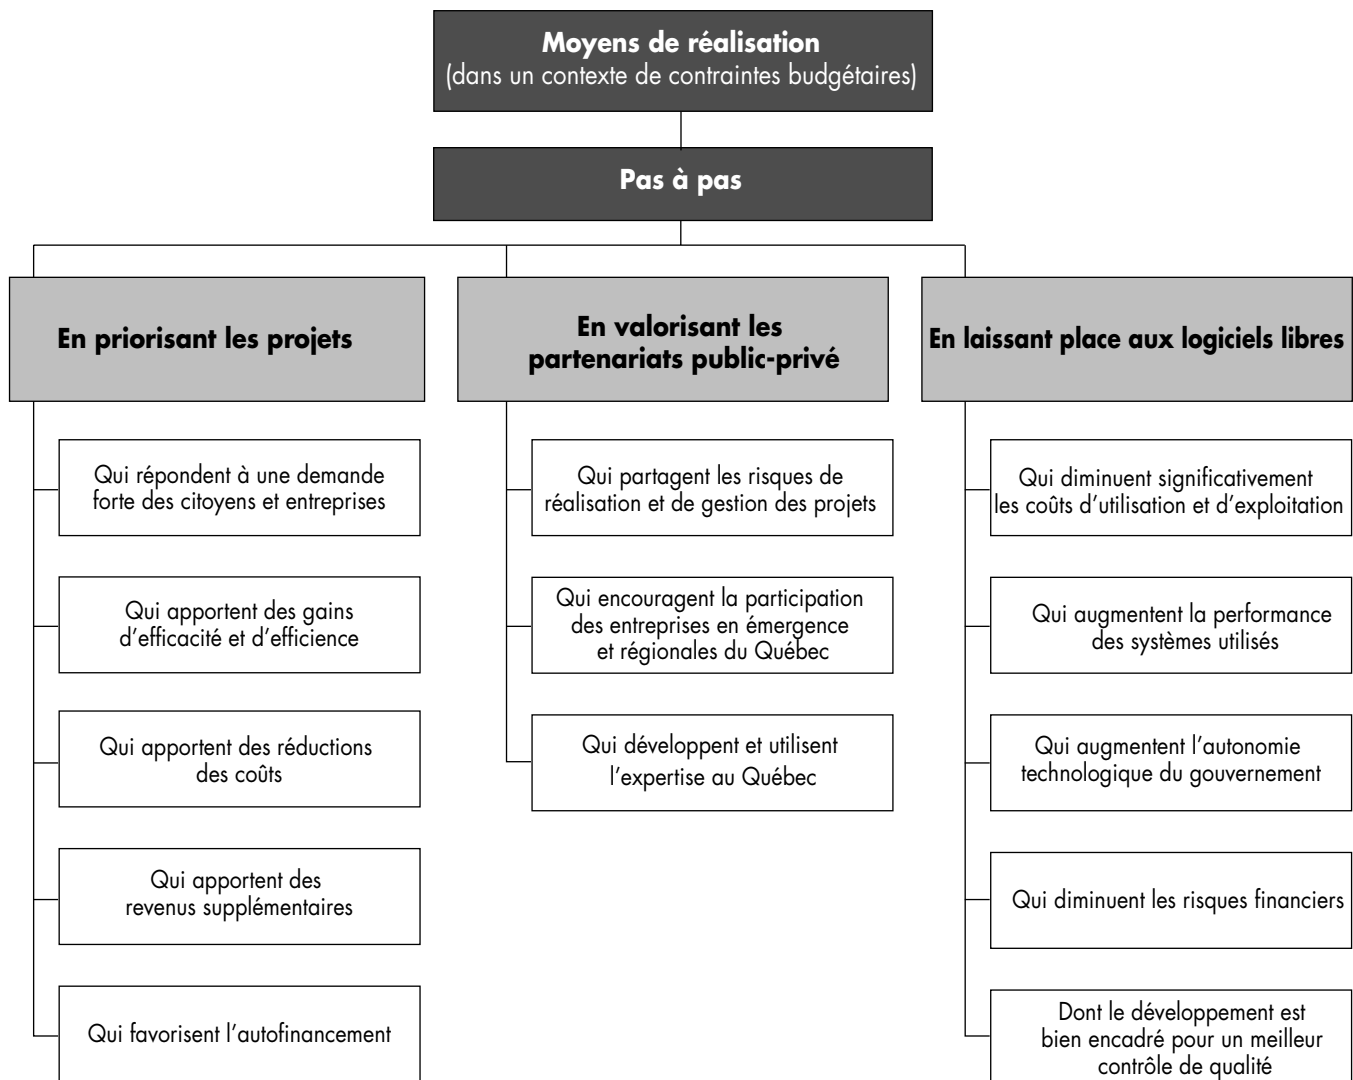 Moyens de réalisation
(dans un contexte de contraintes budgétaires)
Pas à pas
En priorisant les projets
Qui répondent à une demande
forte des citoyens et entreprises
Qui apportent des gains
d'efficacité et d'efficience
Qui apportent des réductions
des coûts
Qui apportent des
revenus supplémentaires
Qui favorisent l'autofinancement
En valorisant les
partenariats public-privé
Qui partagent les risques de
réalisation et de gestion des projets
Qui encouragent la participation
des entreprises en émergence
et régionales du Québec
Qui développent et utilisent
l'expertise au Québec
En laissant place aux logiciels libres
Qui diminuent significativement
les coûts d'utilisation et d'exploitation
Qui augmentent la performance
des systèmes utilisés
Qui augmentent l'autonomie
technologique du gouvernement
Qui diminuent les risques financiers
Dont le développement est
bien encadré pour un meilleur
contrôle de qualité